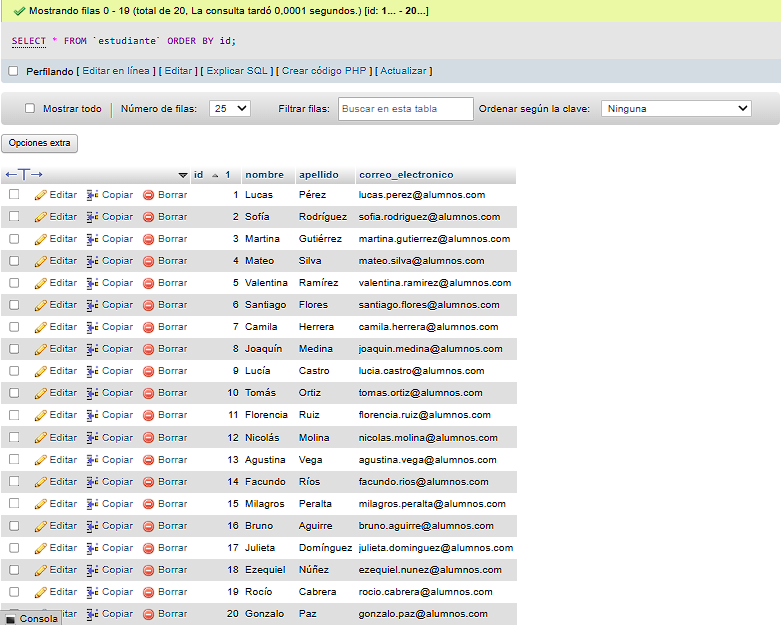 Mostrando filas 0 - 19 (total de 20, La consulta tardó 0,0001 segundos.) [id: 1... - 20...]
SELECT * FROM `estudiante` ORDER BY id;
Perfilando [ Editar en línea ] [ Editar ] [ Explicar SQL ] [ Crear código PHP ] [ Actualizar ]
Mostrar todo Número de filas: 25 Filtrar filas: Buscar en esta tabla Ordenar según la clave: Ninguna
Opciones extra
←T→ id 1 nombre apellido correo_electronico
Editar Copiar Borrar 1 Lucas Pérez lucas.perez@alumnos.com
Editar Copiar Borrar 2 Sofía Rodríguez sofia.rodriguez@alumnos.com
Editar Copiar Borrar 3 Martina Gutiérrez martina.gutierrez@alumnos.com
Editar Copiar Borrar 4 Mateo Silva mateo.silva@alumnos.com
Editar Copiar Borrar 5 Valentina Ramírez valentina.ramirez@alumnos.com
Editar Copiar Borrar 6 Santiago Flores santiago.flores@alumnos.com
Editar Copiar Borrar 7 Camila Herrera camila.herrera@alumnos.com
Editar Copiar Borrar 8 Joaquín Medina joaquin.medina@alumnos.com
Editar Copiar Borrar 9 Lucía Castro lucia.castro@alumnos.com
Editar Copiar Borrar 10 Tomás Ortiz tomas.ortiz@alumnos.com
Editar Copiar Borrar 11 Florencia Ruiz florencia.ruiz@alumnos.com
Editar Copiar Borrar 12 Nicolás Molina nicolas.molina@alumnos.com
Editar Copiar Borrar 13 Agustina Vega agustina.vega@alumnos.com
Editar Copiar Borrar 14 Facundo Ríos facundo.rios@alumnos.com
Editar Copiar Borrar 15 Milagros Peralta milagros.peralta@alumnos.com
Editar Copiar Borrar 16 Bruno Aguirre bruno.aguirre@alumnos.com
Editar Copiar Borrar 17 Julieta Domínguez julieta.dominguez@alumnos.com
Editar Copiar Borrar 18 Ezequiel Núñez ezequiel.nunez@alumnos.com
Editar Copiar Borrar 19 Rocío Cabrera rocio.cabrera@alumnos.com
itar Copiar Borrar 20 Gonzalo Paz gonzalo.paz@alumnos.com
Consola